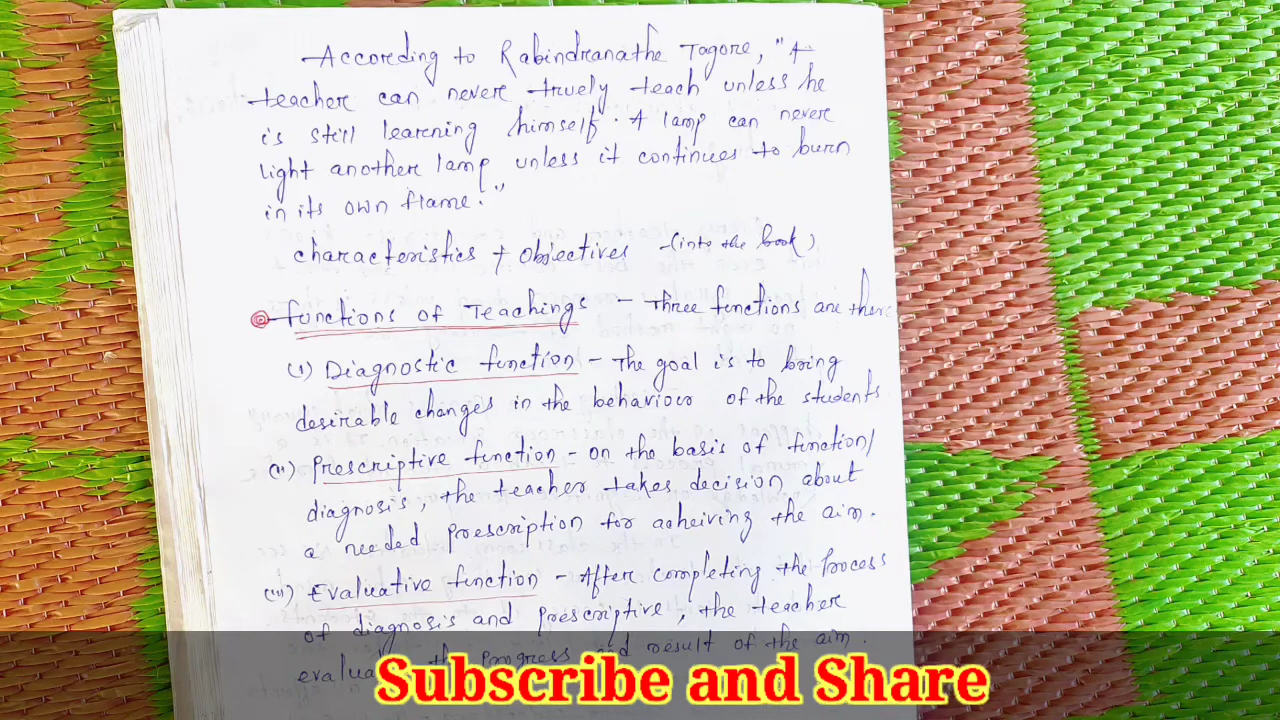 According to Rabindranathe Tagore, "A
teacher can never truely teach unless he
is still learning himself. A lamp can never
light another lamp unless it continues to burn
in its own flame."
characteristics + Objectives - (into the book)
Functions of Teachings - Three functions are there
(i) Diagnostic function - The goal is to bring
desirable changes in the behaviour of the students
(ii) Prescriptive function - on the basis of function/
diagnosis, the teacher takes decision about
a needed prescription for acheiving the aim.
(iii) Evaluative function - After completing the process
of diagnosis and prescriptive, the teacher
the progress and result of the aim.
Subscribe and Share